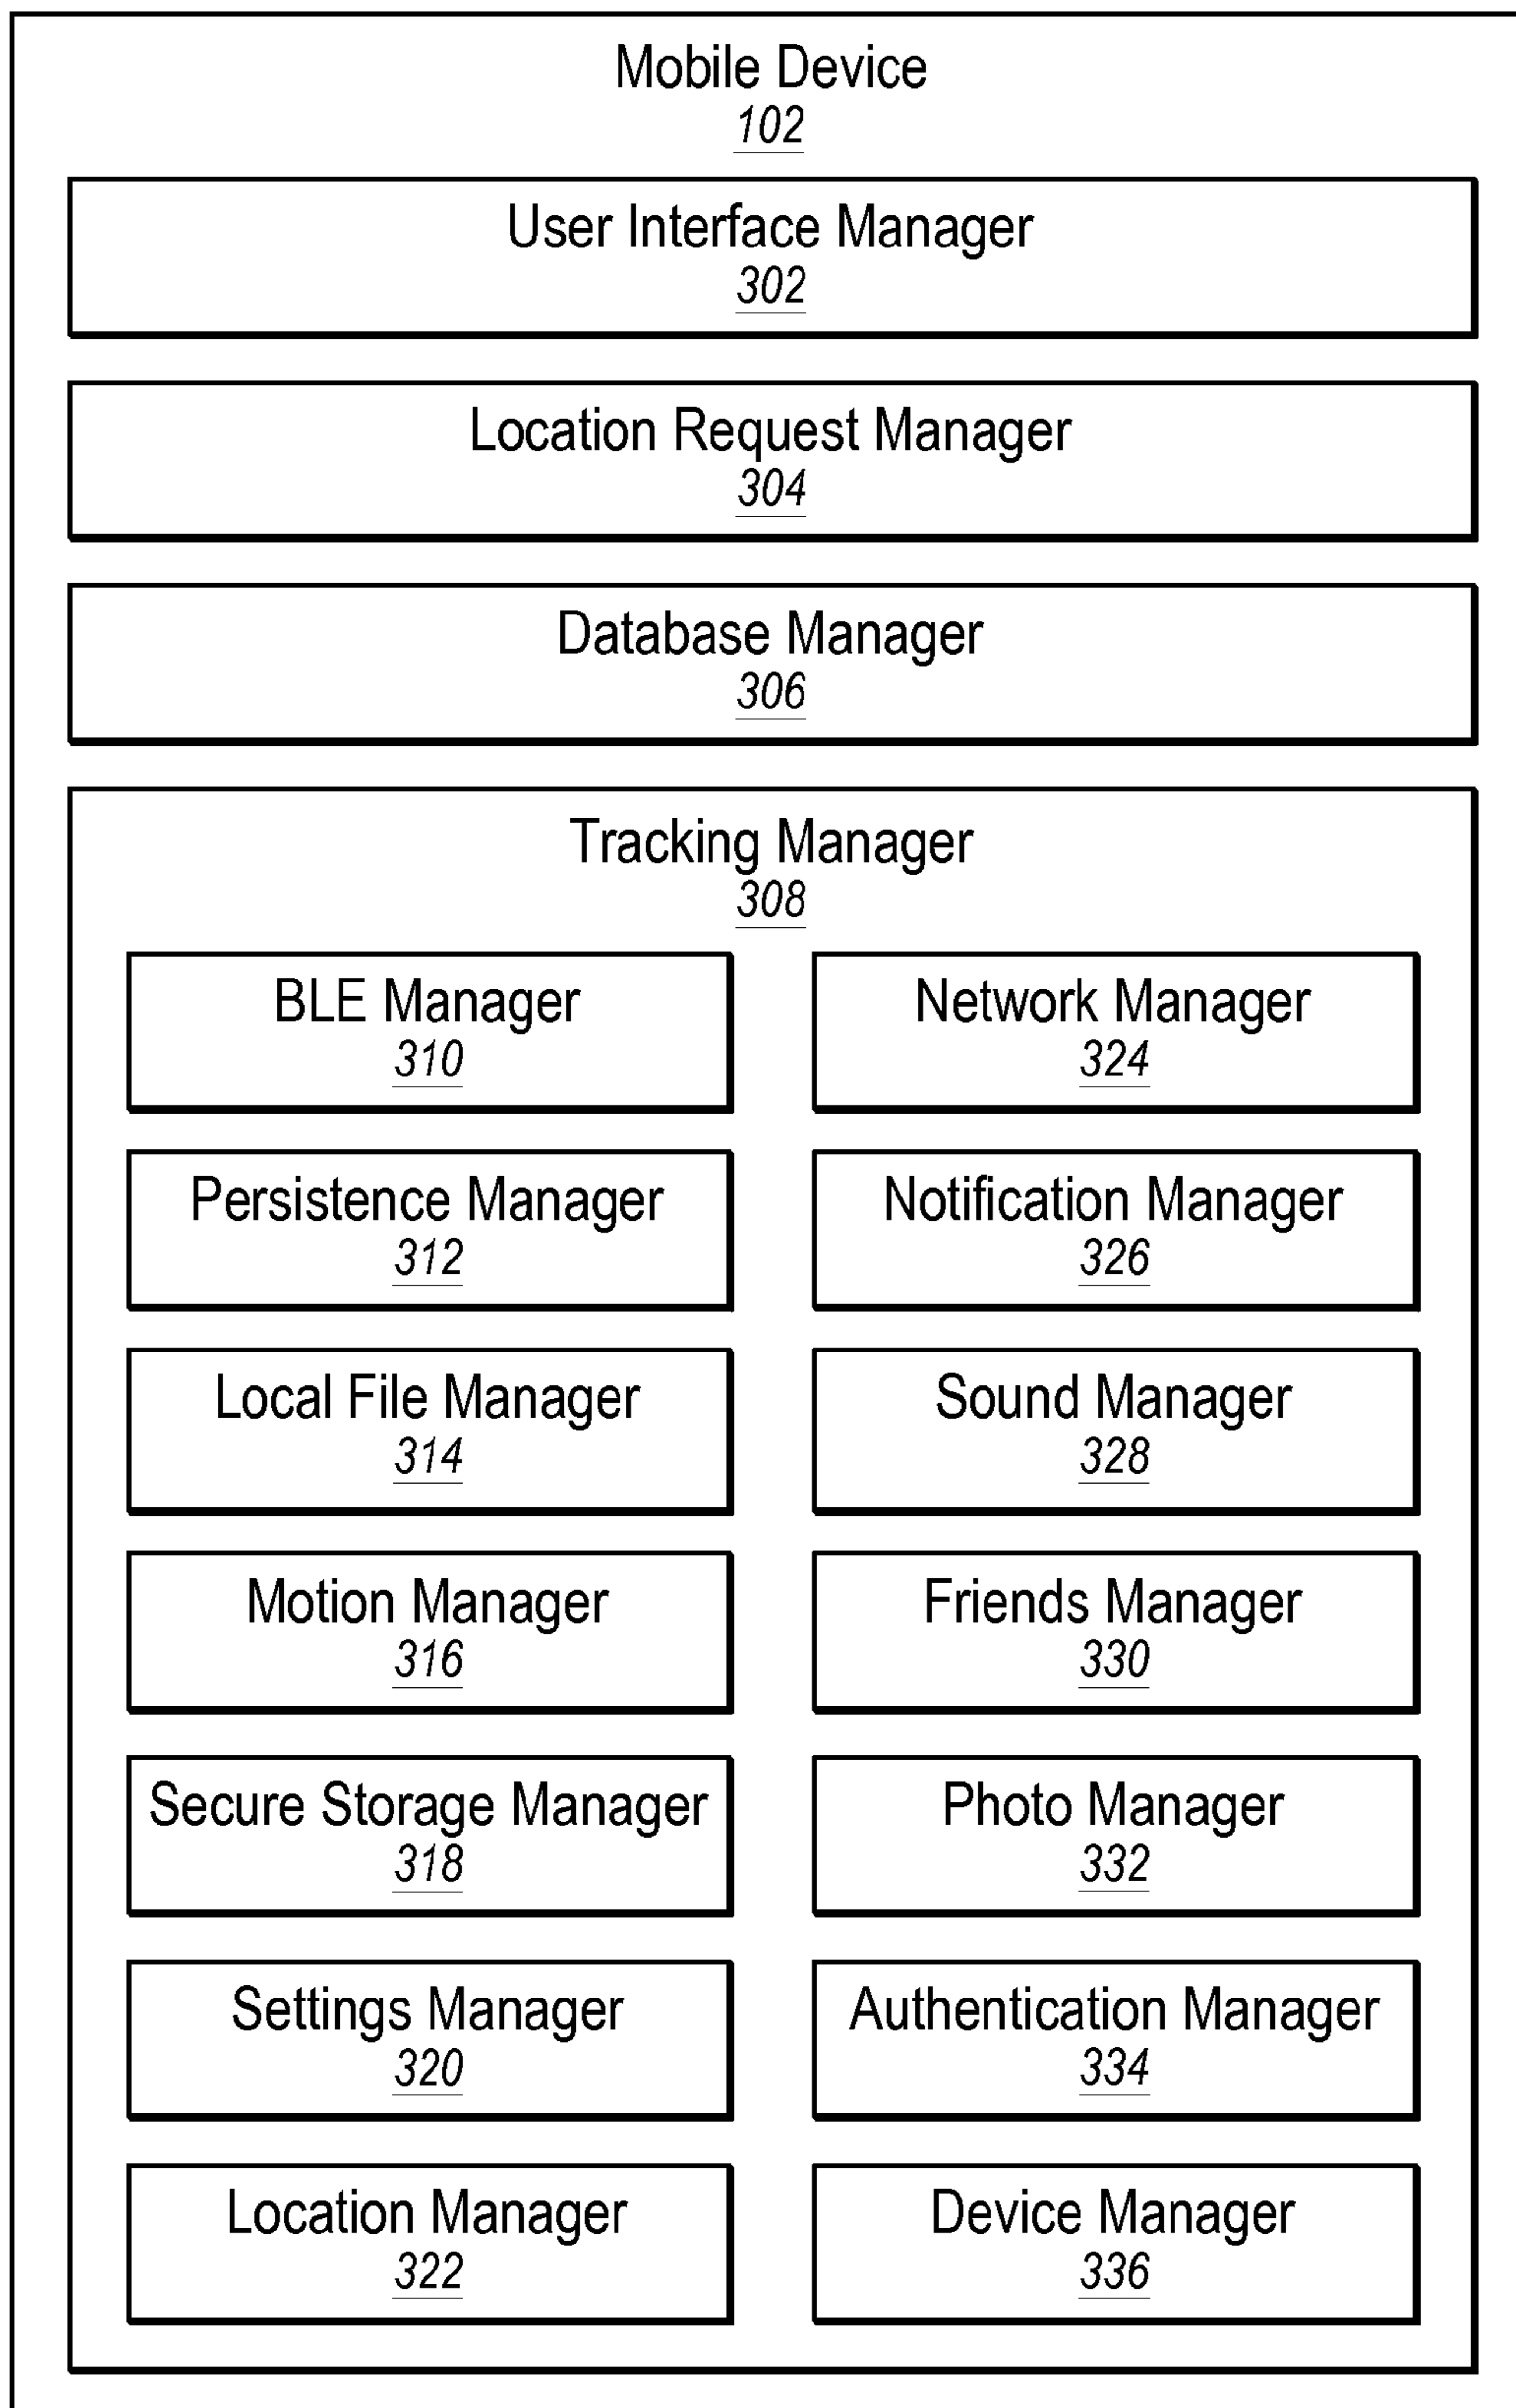 Mobile Device
102
User Interface Manager
302
Location Request Manager
304
Database Manager
306
Tracking Manager
308
BLE Manager
310
Network Manager
324
Persistence Manager
312
Notification Manager
326
Local File Manager
314
Sound Manager
328
Motion Manager
316
Friends Manager
330
Secure Storage Manager
318
Photo Manager
332
Settings Manager
320
Authentication Manager
334
Location Manager
322
Device Manager
336